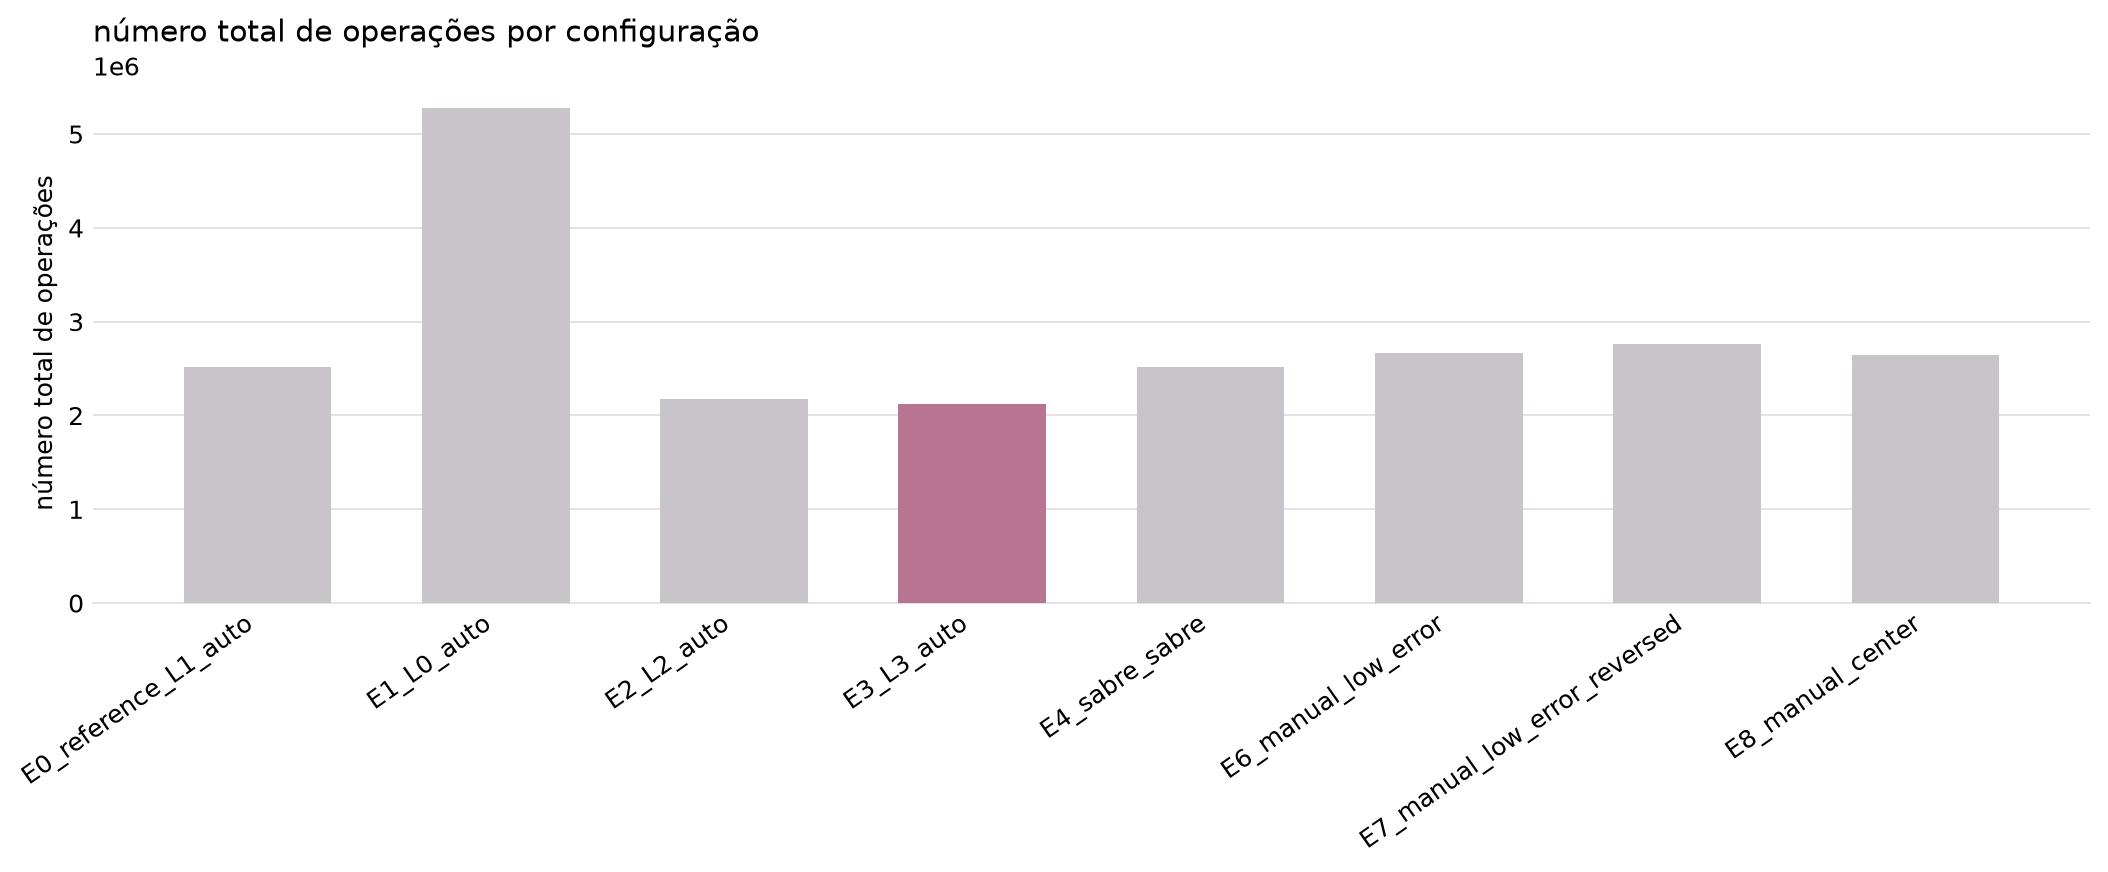 número total de operações por configuração
1e6
número total de operações
5
4
3
2
1
0
E0_reference_L1_auto
E1_L0_auto
E2_L2_auto
E3_L3_auto
E4_sabre_sabre
E6_manual_low_error
E7_manual_low_error_reversed
E8_manual_center